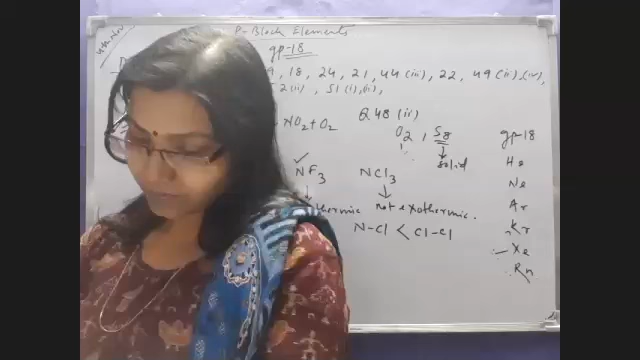 P-Block Elements
gp-18
18, 24, 21, 44(iii), 22, 49(ii),(iv),
2(ii), 51(i),(ii),
NO2+O2
Q48(ii)
O2, S8
solid
✓
NF3 NCl3
thermic not exothermic.
N-Cl < Cl-Cl
gp-18
He
Ne
Ar
Kr
Xe
Rn